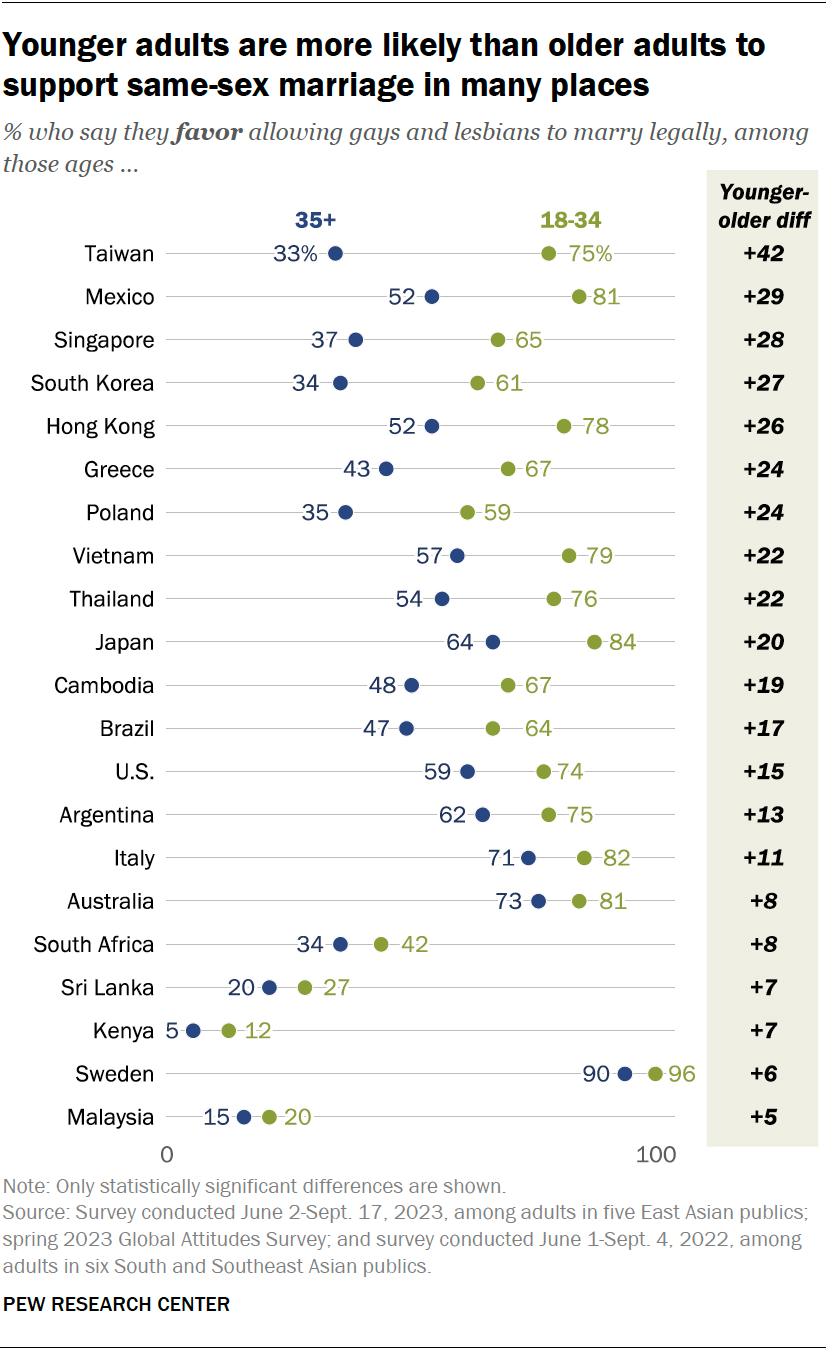 Younger adults are more likely than older adults to
support same-sex marriage in many places
% who say they favor allowing gays and lesbians to marry legally, among
those ages ...
Younger-
older diff
35+ 18-34
Taiwan 33% 75% +42
Mexico 52 81 +29
Singapore 37 65 +28
South Korea 34 61 +27
Hong Kong 52 78 +26
Greece 43 67 +24
Poland 35 59 +24
Vietnam 57 79 +22
Thailand 54 76 +22
Japan 64 84 +20
Cambodia 48 67 +19
Brazil 47 64 +17
U.S. 59 74 +15
Argentina 62 75 +13
Italy 71 82 +11
Australia 73 81 +8
South Africa 34 42 +8
Sri Lanka 20 27 +7
Kenya 5 12 +7
Sweden 90 96 +6
Malaysia 15 20 +5
0 100
Note: Only statistically significant differences are shown.
Source: Survey conducted June 2-Sept. 17, 2023, among adults in five East Asian publics;
spring 2023 Global Attitudes Survey; and survey conducted June 1-Sept. 4, 2022, among
adults in six South and Southeast Asian publics.
PEW RESEARCH CENTER